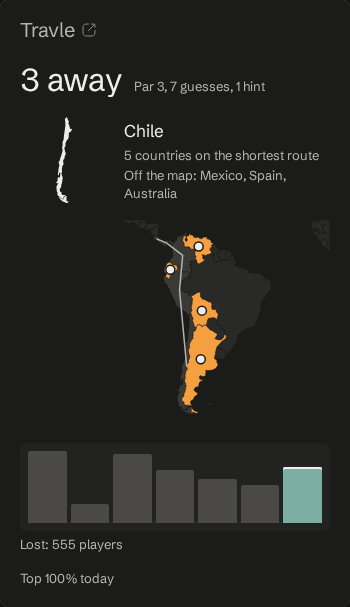 Travle
3 away Par 3, 7 guesses, 1 hint
Chile
5 countries on the shortest route
Off the map: Mexico, Spain,
Australia
Lost: 555 players
Top 100% today